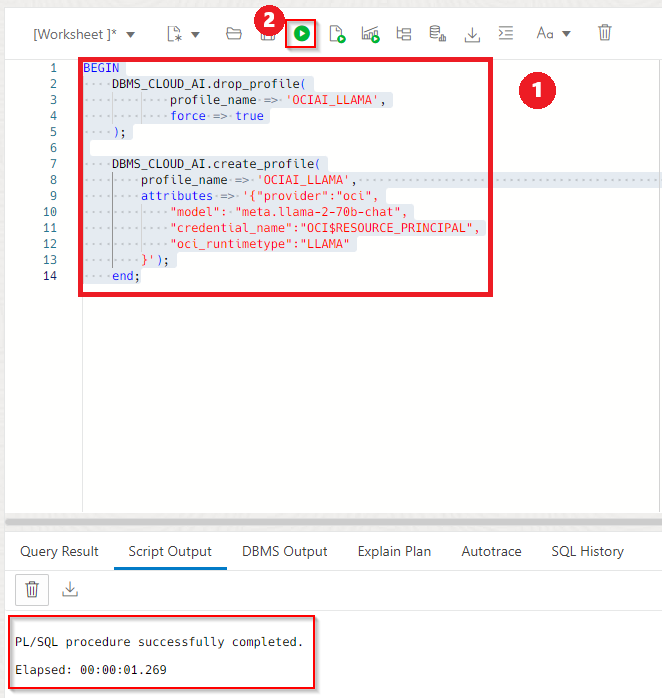 2
[Worksheet ]*
Aa
1
1 BEGIN
2 DBMS_CLOUD_AI.drop_profile(
3 profile_name => 'OCIAI_LLAMA',
4 force => true
5 );
6
7 DBMS_CLOUD_AI.create_profile(
8 profile_name => 'OCIAI_LLAMA',
9 attributes => '{"provider":"oci",
10 "model": "meta.llama-2-70b-chat",
11 "credential_name":"OCI$RESOURCE_PRINCIPAL",
12 "oci_runtimetype":"LLAMA"
13 }');
14 end;
Query Result Script Output DBMS Output Explain Plan Autotrace SQL History
PL/SQL procedure successfully completed.
Elapsed: 00:00:01.269